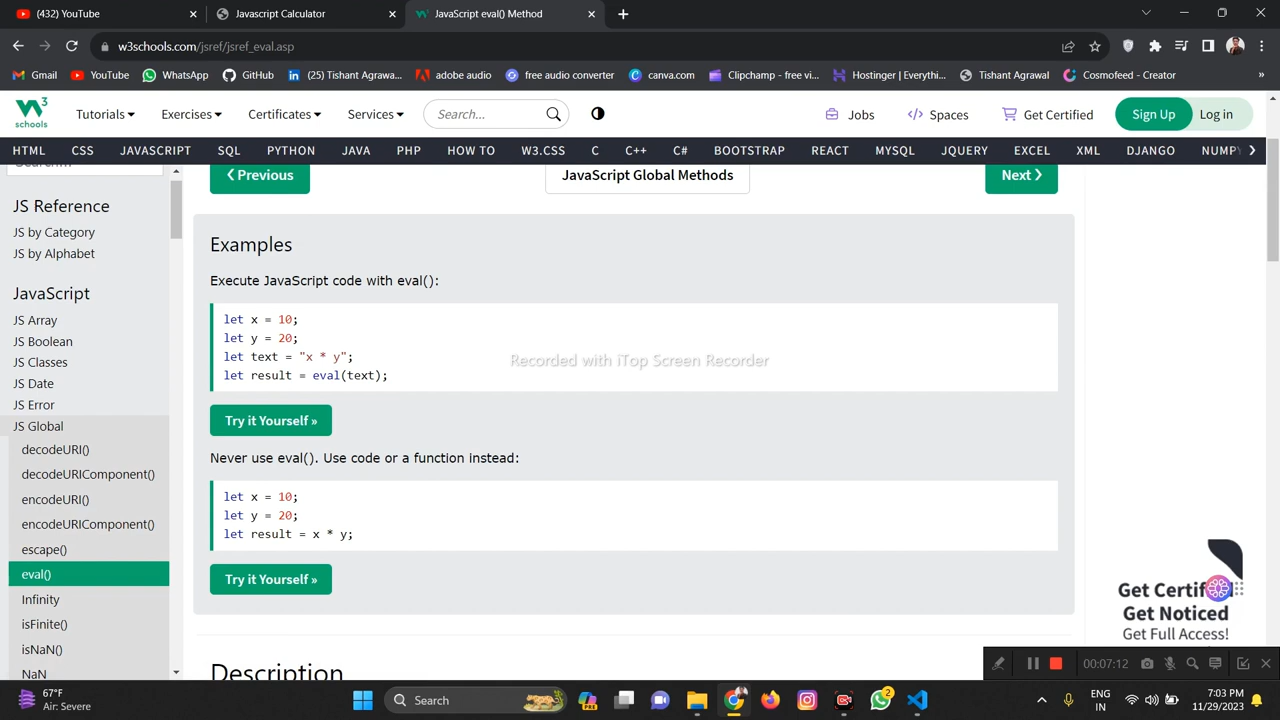 (432) YouTube
Javascript Calculator
JavaScript eval() Method
w3schools.com/jsref/jsref_eval.asp
Gmail YouTube WhatsApp GitHub (25) Tishant Agrawa... adobe audio free audio converter canva.com Clipchamp - free vi... Hostinger | Everythi... Tishant Agrawal Cosmofeed - Creator »
W3 schools Tutorials Exercises Certificates Services Search... Jobs Spaces Get Certified Sign Up Log in
HTML CSS JAVASCRIPT SQL PYTHON JAVA PHP HOW TO W3.CSS C C++ C# BOOTSTRAP REACT MYSQL JQUERY EXCEL XML DJANGO NUMPY
❮ Previous JavaScript Global Methods Next ❯
JS Reference
JS by Category
JS by Alphabet
JavaScript
JS Array
JS Boolean
JS Classes
JS Date
JS Error
JS Global
decodeURI()
decodeURIComponent()
encodeURI()
encodeURIComponent()
escape()
eval()
Infinity
isFinite()
isNaN()
NaN
Examples
Execute JavaScript code with eval():
let x = 10;
let y = 20;
let text = "x * y";
let result = eval(text);
Recorded with iTop Screen Recorder
Try it Yourself »
Never use eval(). Use code or a function instead:
let x = 10;
let y = 20;
let result = x * y;
Try it Yourself »
Description
Get Noticed
Get Full Access!
00:07:12
67°F
Air: Severe
Search
PRE
2
ENG
IN
7:03 PM
11/29/2023